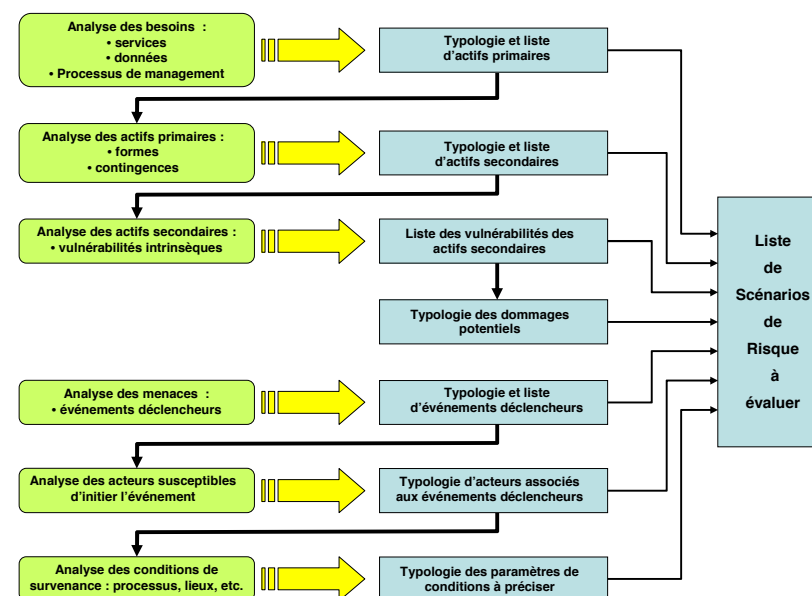 Analyse des besoins :
• services
• données
• Processus de management
Typologie et liste
d'actifs primaires
Analyse des actifs primaires :
• formes
• contingences
Typologie et liste
d'actifs secondaires
Analyse des actifs secondaires :
• vulnérabilités intrinsèques
Liste des vulnérabilités des
actifs secondaires
Typologie des dommages
potentiels
Analyse des menaces :
• événements déclencheurs
Typologie et liste
d'événements déclencheurs
Analyse des acteurs susceptibles
d'initier l'événement
Typologie d'acteurs associés
aux événements déclencheurs
Analyse des conditions de
survenance : processus, lieux, etc.
Typologie des paramètres de
conditions à préciser
Liste
de
Scénarios
de
Risque
à
évaluer